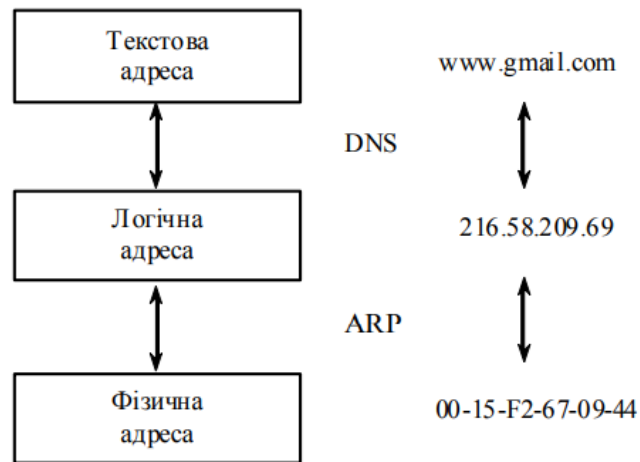 Текстова
адреса
www.gmail.com
DNS
Логічна
адреса
216.58.209.69
ARP
Фізична
адреса
00-15-F2-67-09-44